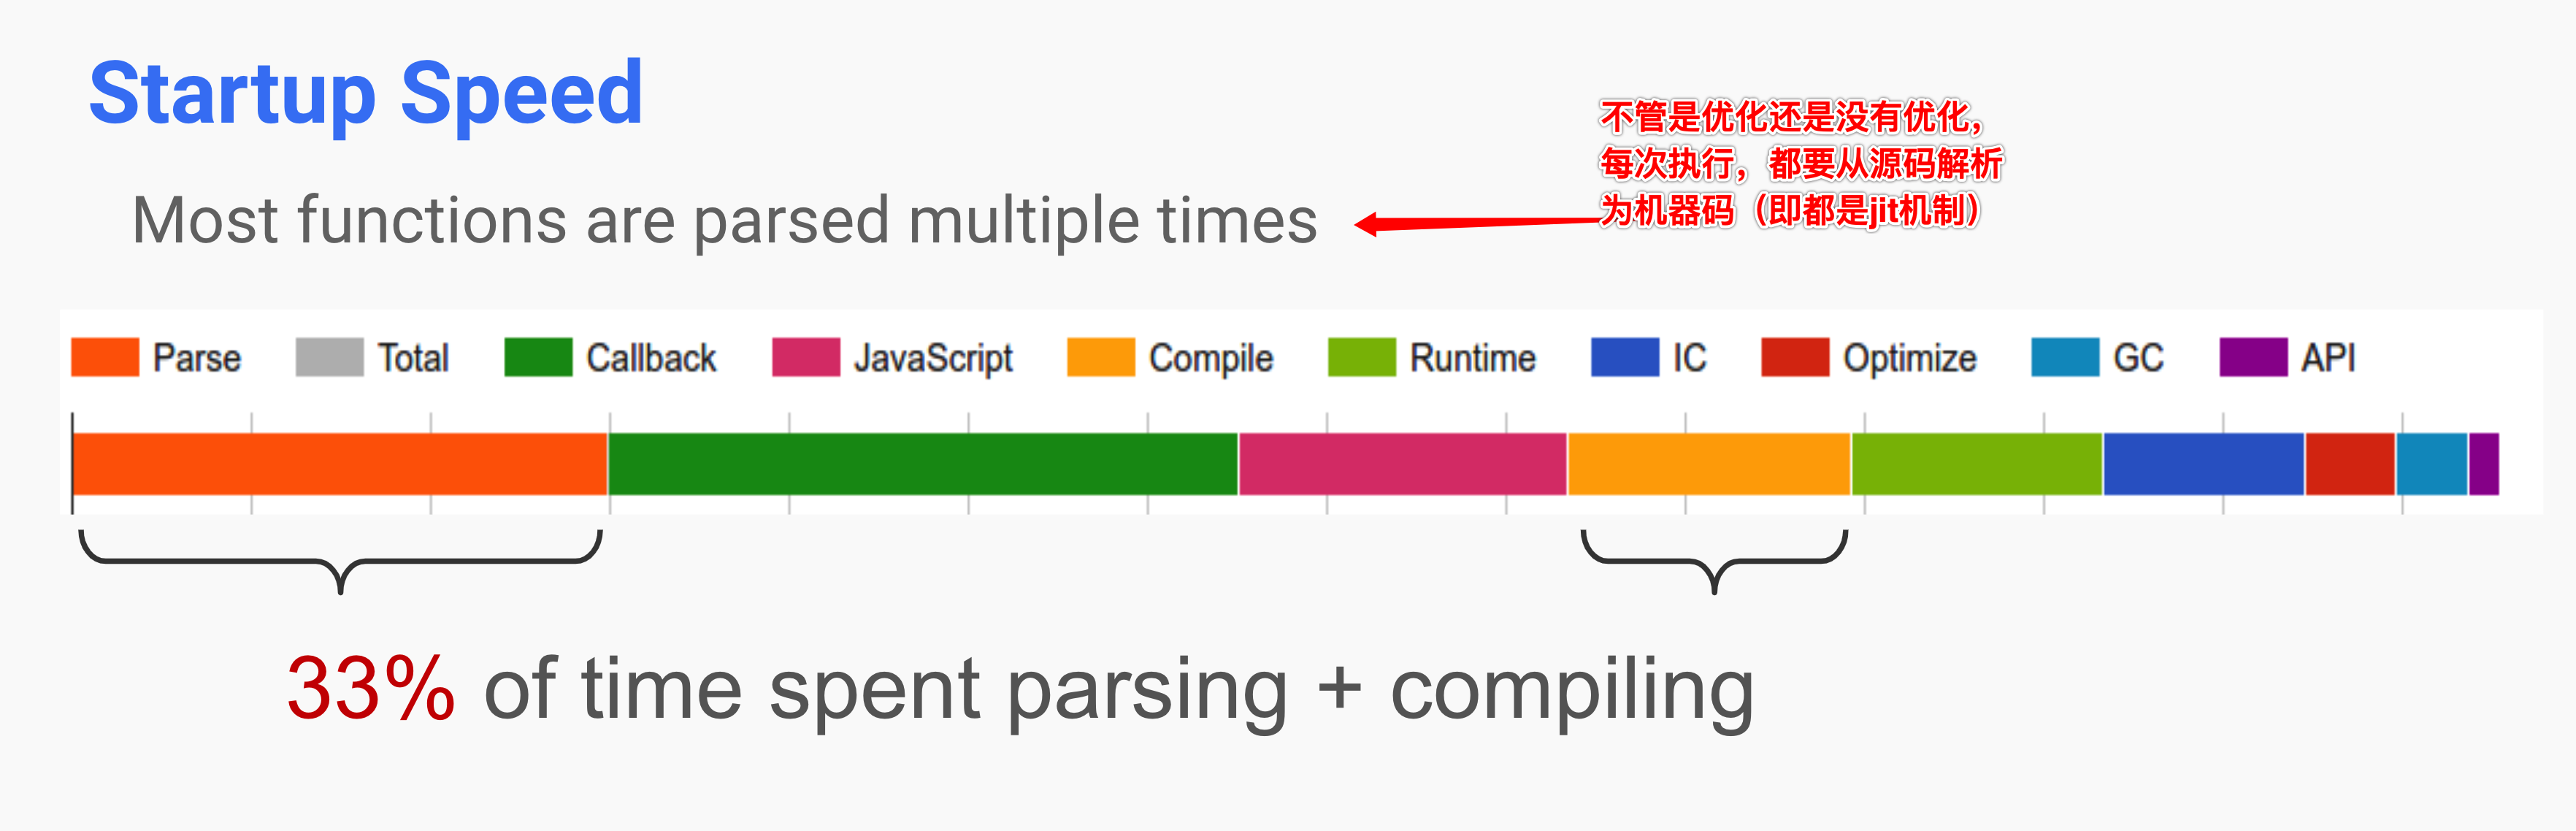 Startup Speed
不管是优化还是没有优化，
每次执行，都要从源码解析
为机器码（即都是jit机制）
Most functions are parsed multiple times
Parse Total Callback JavaScript Compile Runtime IC Optimize GC API
33% of time spent parsing + compiling